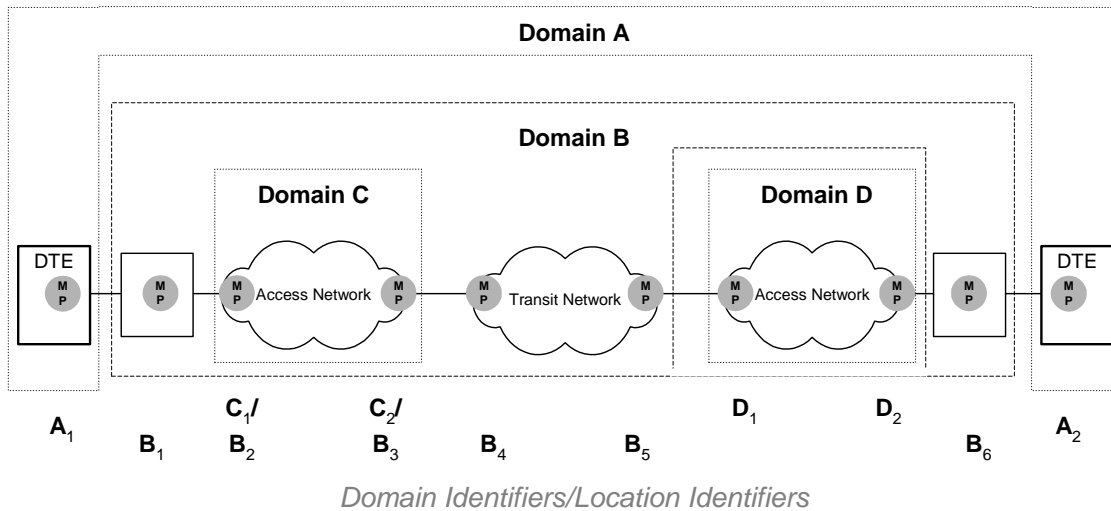 Domain A
Domain B
Domain C
Domain D
DTE
DTE
M
P
M
P
M
P
Access Network
M
P
M
P
Transit Network
M
P
M
P
Access Network
M
P
M
P
M
P
C1/
C2/
D1
D2
A1
A2
B1
B2
B3
B4
B5
B6
Domain Identifiers/Location Identifiers